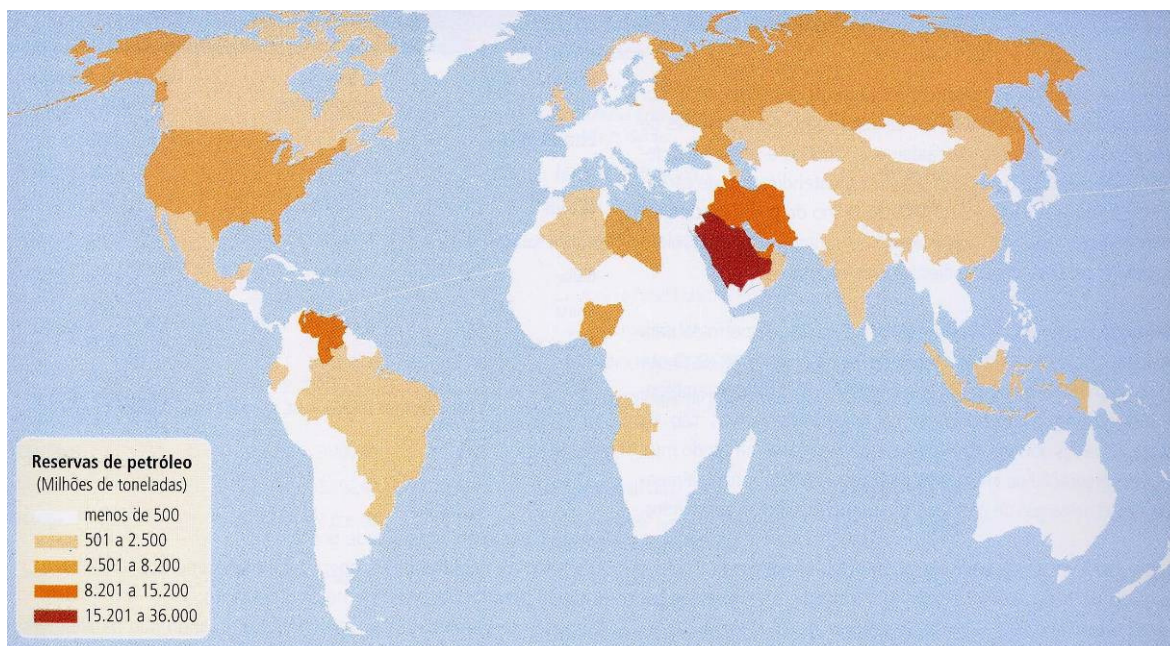 Reservas de petróleo
(Milhões de toneladas)
menos de 500
501 a 2.500
2.501 a 8.200
8.201 a 15.200
15.201 a 36.000